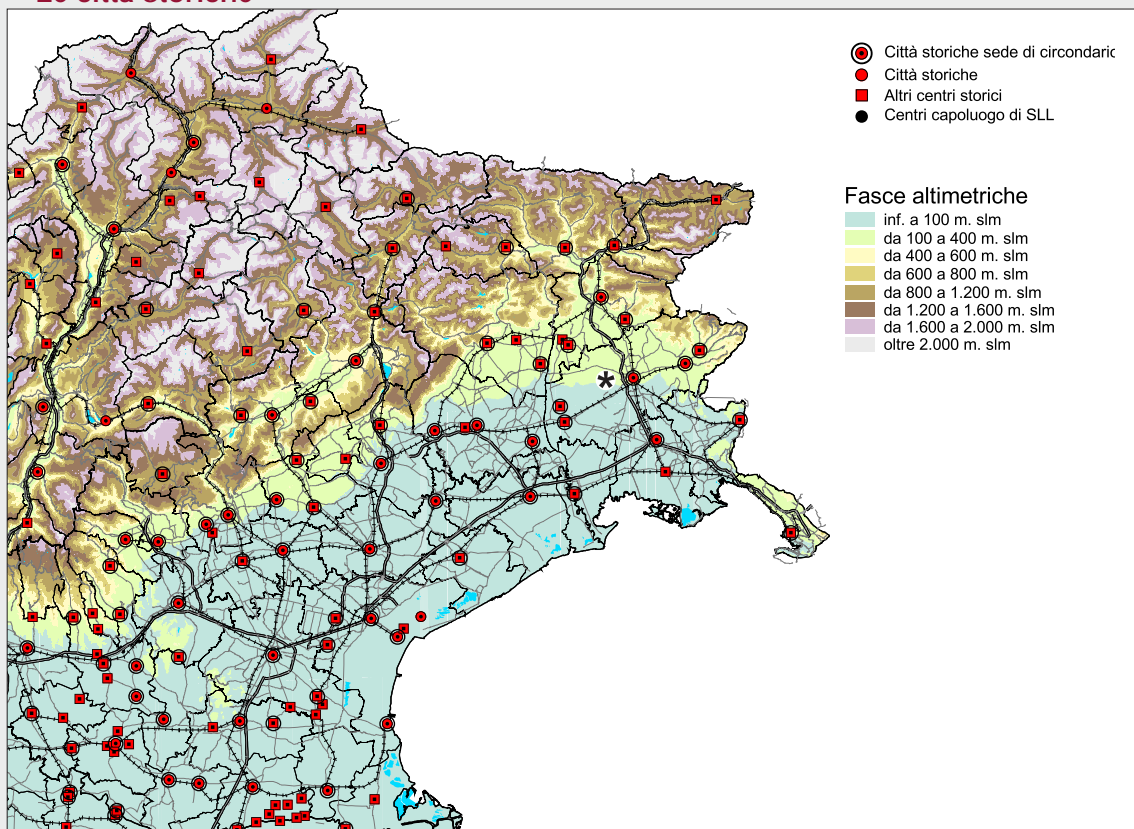 Città storiche sede di circondario
Città storiche
Altri centri storici
Centri capoluogo di SLL
Fasce altimetriche
inf. a 100 m. slm
da 100 a 400 m. slm
da 400 a 600 m. slm
da 600 a 800 m. slm
da 800 a 1.200 m. slm
da 1.200 a 1.600 m. slm
da 1.600 a 2.000 m. slm
oltre 2.000 m. slm
*